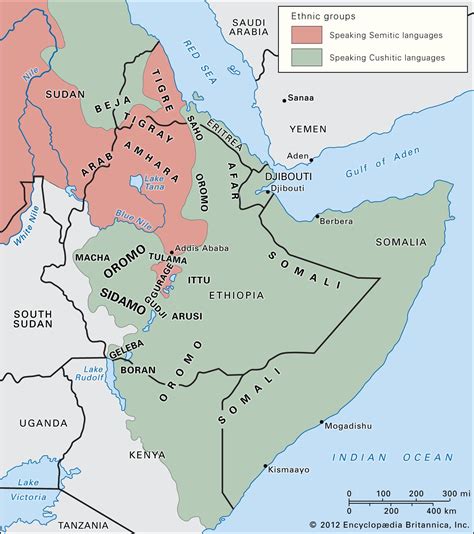 Ethnic groups
Speaking Semitic languages
Speaking Cushitic languages
SAUDI
ARABIA
RED SEA
Nile
SUDAN
BEJA
TIGRE
Sanaa
YEMEN
TIGRAY
SAHO
ERITREA
ARAB
AMHARA
Lake
Tana
OROMO
AFAR
Aden
Gulf of Aden
DJIBOUTI
Djibouti
White Nile
Blue Nile
Berbera
SOMALIA
Addis Ababa
MACHA
OROMO
TULAMA
SOMALI
GURAGE
ITTU
SIDAMO
GUDJI
ETHIOPIA
ARUSI
SOUTH
SUDAN
GELEBA
Lake
Rudolf
BORAN
OROMO
SOMALI
UGANDA
Mogadishu
KENYA
INDIAN OCEAN
Kismaayo
Lake
Victoria
TANZANIA
0 100 200 300 mi
0 200 400 km
© 2012 Encyclopædia Britannica, Inc.